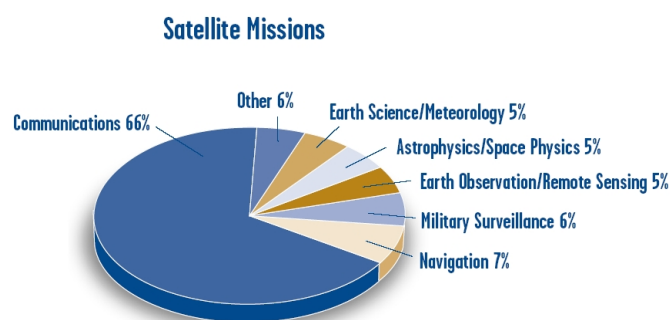 Satellite Missions
Communications 66%
Other 6%
Earth Science/Meteorology 5%
Astrophysics/Space Physics 5%
Earth Observation/Remote Sensing 5%
Military Surveillance 6%
Navigation 7%